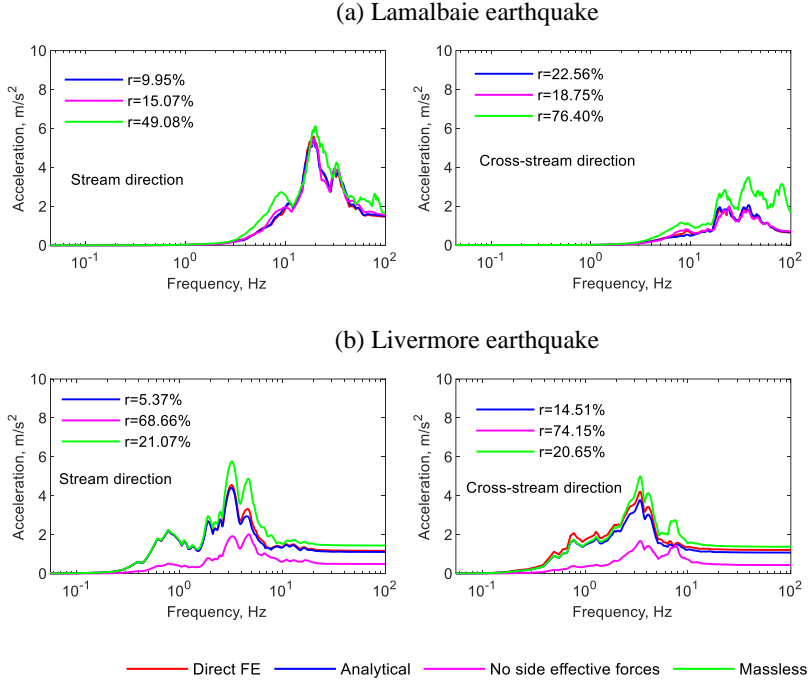 (a) Lamalbaie earthquake
10
8
6
4
2
0
Acceleration, m/s²
r=9.95%
r=15.07%
r=49.08%
Stream direction
10⁻¹ 10⁰ 10¹ 10²
Frequency, Hz
10
8
6
4
2
0
Acceleration, m/s²
r=22.56%
r=18.75%
r=76.40%
Cross-stream direction
10⁻¹ 10⁰ 10¹ 10²
Frequency, Hz
(b) Livermore earthquake
10
8
6
4
2
0
Acceleration, m/s²
r=5.37%
r=68.66%
r=21.07%
Stream direction
10⁻¹ 10⁰ 10¹ 10²
Frequency, Hz
10
8
6
4
2
0
Acceleration, m/s²
r=14.51%
r=74.15%
r=20.65%
Cross-stream direction
10⁻¹ 10⁰ 10¹ 10²
Frequency, Hz
Direct FE Analytical No side effective forces Massless